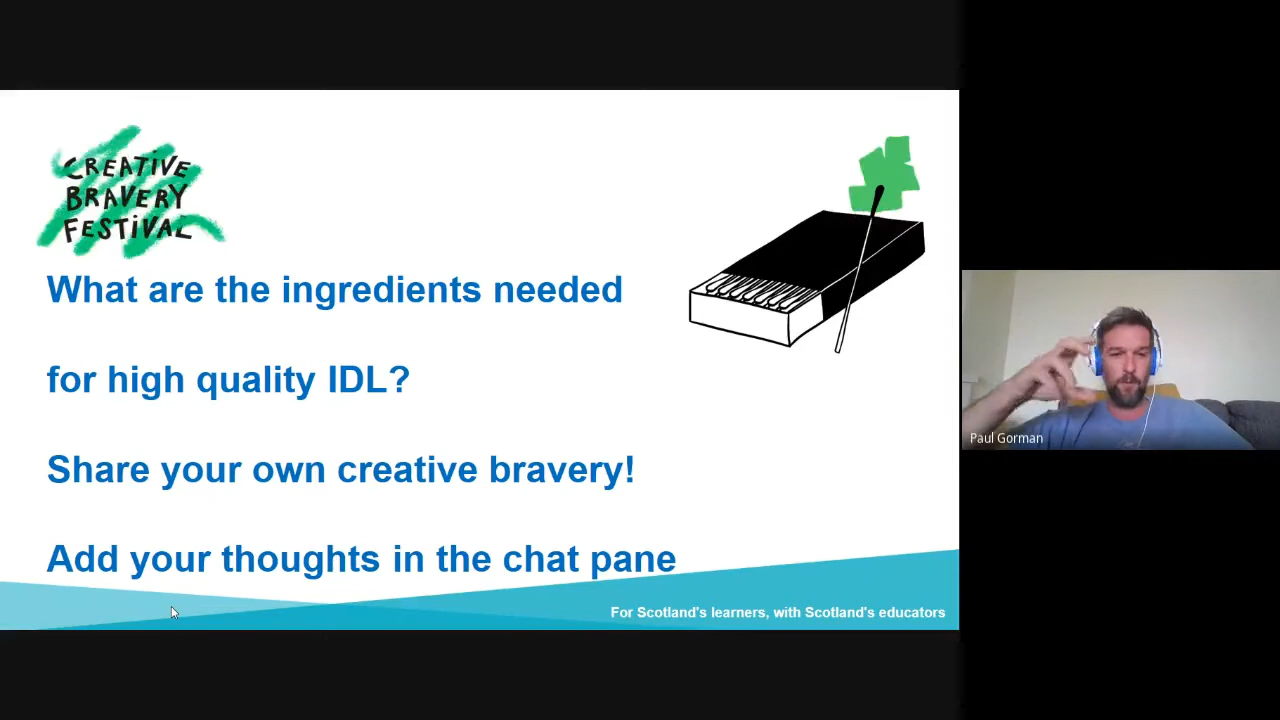 CREATIVE
BRAVERY
FESTIVAL
What are the ingredients needed
for high quality IDL?
Share your own creative bravery!
Add your thoughts in the chat pane
For Scotland's learners, with Scotland's educators
Paul Gorman